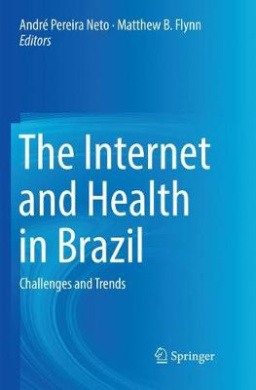 André Pereira Neto · Matthew B. Flynn
Editors
The Internet
and Health
in Brazil
Challenges and Trends
Springer